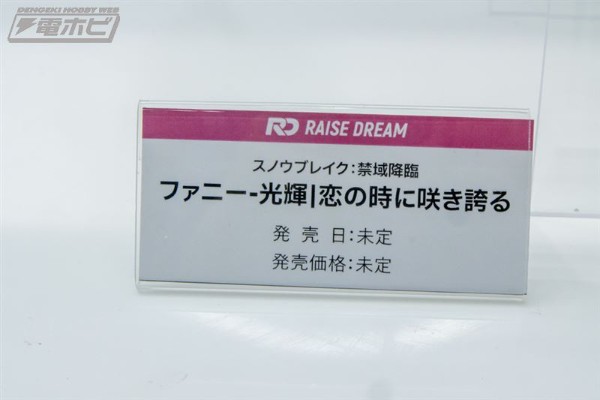 DENGEKI HOBBY WEB
電ホビ
RD RAISE DREAM
スノウブレイク：禁域降臨
ファニー-光輝|恋の時に咲き誇る
発売日：未定
発売価格：未定